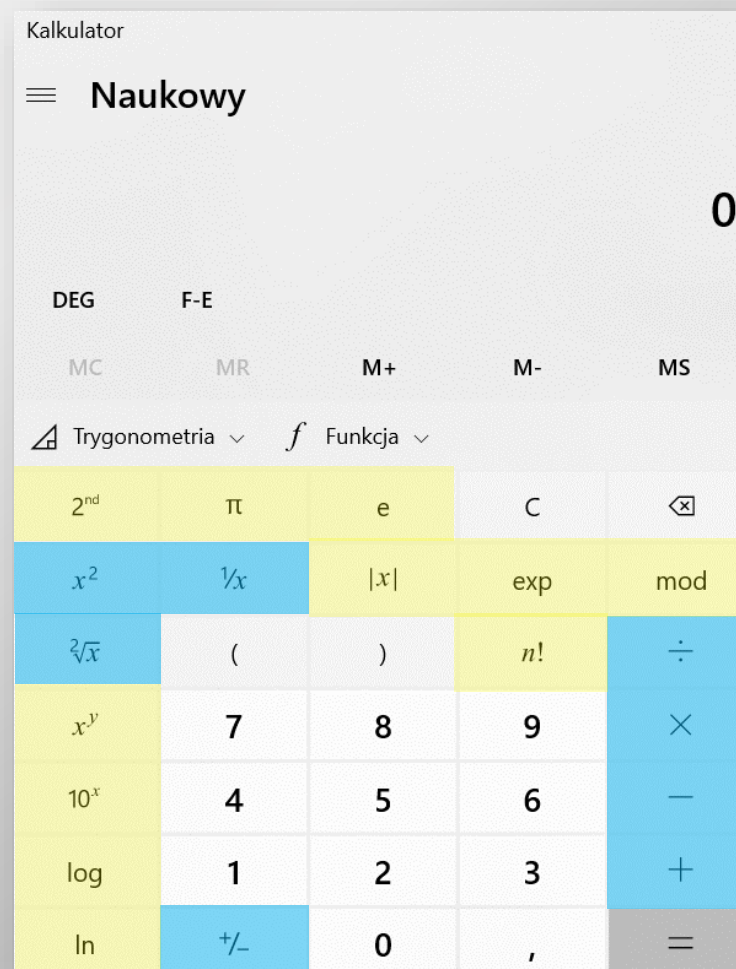 Kalkulator
Naukowy
0
DEG F-E
MC MR M+ M- MS
Trygonometria f Funkcja
2ⁿᵈ π e C
x² ¹/x |x| exp mod
²√x ( ) n! ÷
xʸ 7 8 9 ×
10ˣ 4 5 6 −
log 1 2 3 +
ln +/− 0 , =